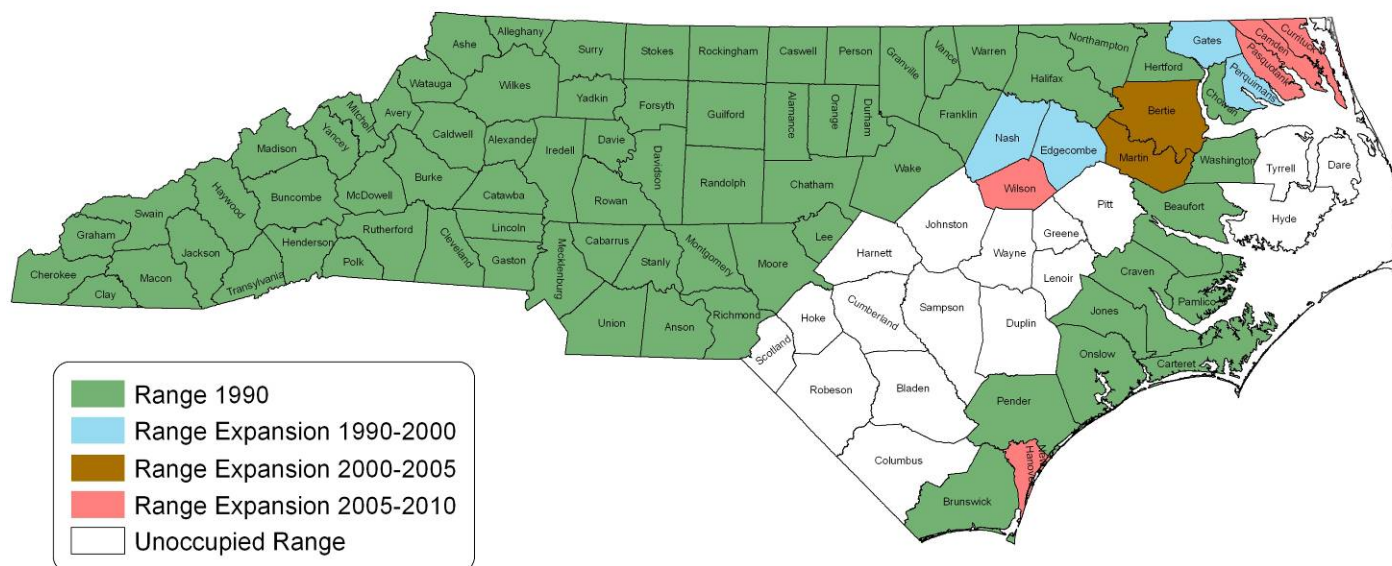 Ashe
Alleghany
Surry
Stokes
Rockingham
Caswell
Person
Granville
Vance
Warren
Northampton
Gates
Camden
Currituck
Pasquotank
Perquimans
Hertford
Halifax
Watauga
Wilkes
Yadkin
Forsyth
Guilford
Alamance
Orange
Durham
Franklin
Nash
Edgecombe
Bertie
Chowan
Mitchell
Avery
Yancey
Madison
Caldwell
Alexander
Iredell
Davie
Davidson
Randolph
Chatham
Wake
Wilson
Martin
Washington
Tyrrell
Dare
Haywood
Buncombe
McDowell
Burke
Catawba
Rowan
Johnston
Pitt
Beaufort
Hyde
Swain
Graham
Jackson
Henderson
Rutherford
Cleveland
Lincoln
Gaston
Mecklenburg
Cabarrus
Stanly
Montgomery
Moore
Lee
Harnett
Wayne
Greene
Lenoir
Craven
Pamlico
Cherokee
Clay
Macon
Transylvania
Polk
Union
Anson
Richmond
Scotland
Hoke
Cumberland
Sampson
Duplin
Jones
Onslow
Carteret
Robeson
Bladen
Pender
Columbus
Brunswick
New
Hanover
Range 1990
Range Expansion 1990-2000
Range Expansion 2000-2005
Range Expansion 2005-2010
Unoccupied Range